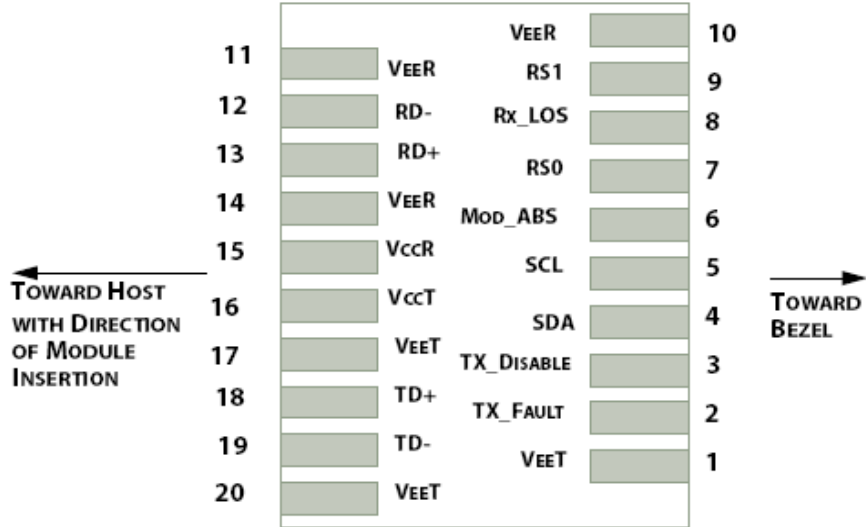 11 VEER
12 RD-
13 RD+
14 VEER
15 VCCR
16 VCCT
17 VEET
18 TD+
19 TD-
20 VEET
VEER 10
RS1 9
RX_LOS 8
RS0 7
MOD_ABS 6
SCL 5
SDA 4
TX_DISABLE 3
TX_FAULT 2
VEET 1
TOWARD HOST
WITH DIRECTION
OF MODULE
INSERTION
TOWARD
BEZEL